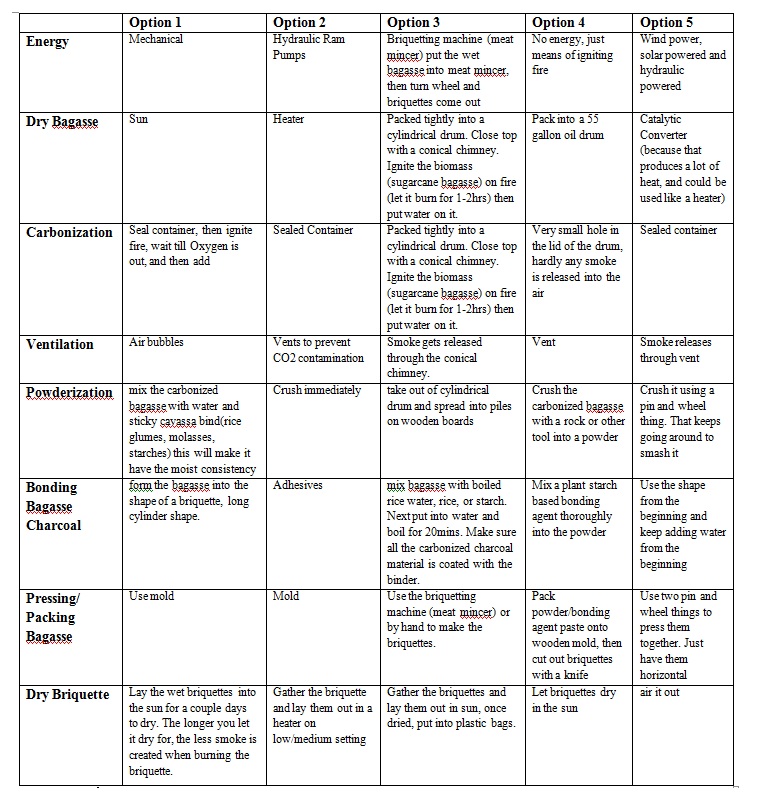 Option 1
Option 2
Option 3
Option 4
Option 5
Energy
Mechanical
Hydraulic Ram
Pumps
Briquetting machine (meat
mincer) put the wet
bagasse into meat mincer,
then turn wheel and
briquettes come out
No energy, just
means of igniting
fire
Wind power,
solar powered and
hydraulic
powered
Dry Bagasse
Sun
Heater
Packed tightly into a
cylindrical drum. Close top
with a conical chimney.
Ignite the biomass
(sugarcane bagasse) on fire
(let it burn for 1-2hrs) then
put water on it.
Pack into a 55
gallon oil drum
Catalytic
Converter
(because that
produces a lot of
heat, and could be
used like a heater)
Carbonization
Seal container, then ignite
fire, wait till Oxygen is
out, and then add
Sealed Container
Packed tightly into a
cylindrical drum. Close top
with a conical chimney.
Ignite the biomass
(sugarcane bagasse) on fire
(let it burn for 1-2hrs) then
put water on it.
Very small hole in
the lid of the drum,
hardly any smoke
is released into the
air
Sealed container
Ventilation
Air bubbles
Vents to prevent
CO2 contamination
Smoke gets released
through the conical
chimney.
Vent
Smoke releases
through vent
Powderization
mix the carbonized
bagasse with water and
sticky cavassa bind(rice
glumes, molasses,
starches) this will make it
have the moist consistency
Crush immediately
take out of cylindrical
drum and spread into piles
on wooden boards
Crush the
carbonized bagasse
with a rock or other
tool into a powder
Crush it using a
pin and wheel
thing. That keeps
going around to
smash it
Bonding
Bagasse
Charcoal
form the bagasse into the
shape of a briquette, long
cylinder shape.
Adhesives
mix bagasse with boiled
rice water, rice, or starch.
Next put into water and
boil for 20mins. Make sure
all the carbonized charcoal
material is coated with the
binder.
Mix a plant starch
based bonding
agent thoroughly
into the powder
Use the shape
from the
beginning and
keep adding water
from the
beginning
Pressing/
Packing
Bagasse
Use mold
Mold
Use the briquetting
machine (meat mincer) or
by hand to make the
briquettes.
Pack
powder/bonding
agent paste onto
wooden mold, then
cut out briquettes
with a knife
Use two pin and
wheel things to
press them
together. Just
have them
horizontal
Dry Briquette
Lay the wet briquettes into
the sun for a couple days
to dry. The longer you let
it dry for, the less smoke is
created when burning the
briquette.
Gather the briquette
and lay them out in a
heater on
low/medium setting
Gather the briquettes and
lay them out in sun, once
dried, put into plastic bags.
Let briquettes dry
in the sun
air it out